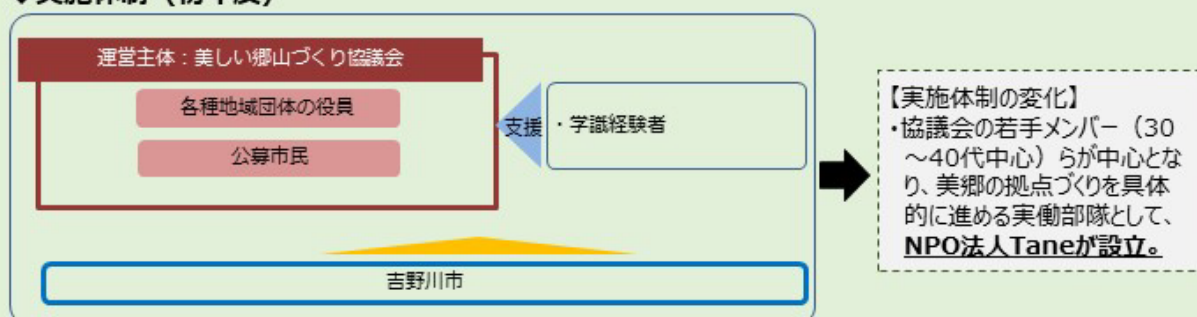 運営主体：美しい郷山づくり協議会
各種地域団体の役員
公募市民
支援
・学識経験者
吉野川市
【実施体制の変化】
・協議会の若手メンバー（30
～40代中心）らが中心とな
り、美郷の拠点づくりを具体
的に進める実働部隊として、
NPO法人Taneが設立。